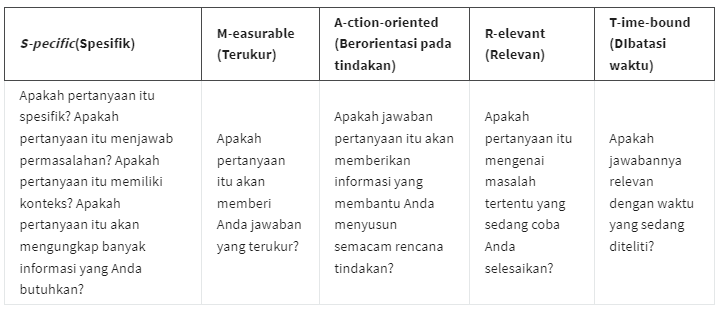 S-pecific(Spesifik)
M-easurable
(Terukur)
A-ction-oriented
(Berorientasi pada
tindakan)
R-elevant
(Relevan)
T-ime-bound
(DIbatasi
waktu)
Apakah pertanyaan itu
spesifik? Apakah
pertanyaan itu menjawab
permasalahan? Apakah
pertanyaan itu memiliki
konteks? Apakah
pertanyaan itu akan
mengungkap banyak
informasi yang Anda
butuhkan?
Apakah
pertanyaan
itu akan
memberi
Anda jawaban
yang terukur?
Apakah jawaban
pertanyaan itu akan
memberikan
informasi yang
membantu Anda
menyusun
semacam rencana
tindakan?
Apakah
pertanyaan itu
mengenai
masalah
tertentu yang
sedang coba
Anda
selesaikan?
Apakah
jawabannya
relevan
dengan waktu
yang sedang
diteliti?